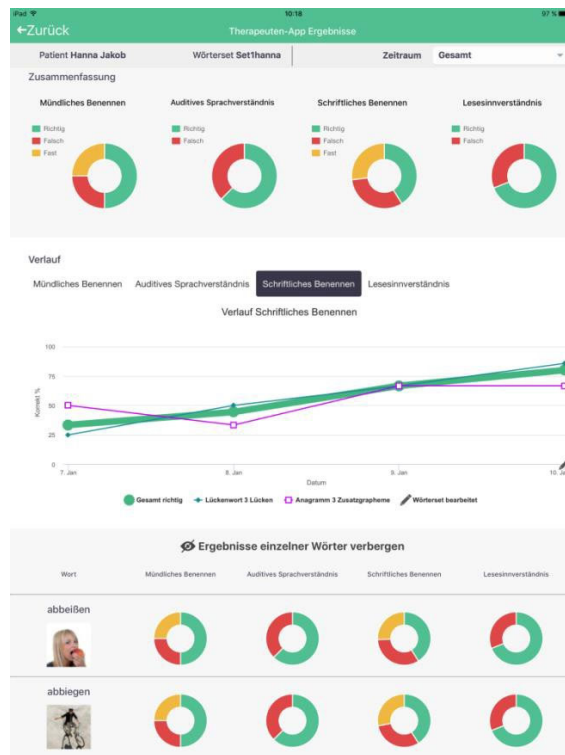 iPad
10:18
97 %
←Zurück
Therapeuten-App Ergebnisse
Patient Hanna Jakob
Wörterset Set1hanna
Zeitraum
Gesamt
Zusammenfassung
Mündliches Benennen
Auditives Sprachverständnis
Schriftliches Benennen
Lesesinnverständnis
Richtig
Falsch
Fast
Richtig
Falsch
Richtig
Falsch
Fast
Richtig
Falsch
Verlauf
Mündliches Benennen
Auditives Sprachverständnis
Schriftliches Benennen
Lesesinnverständnis
Verlauf Schriftliches Benennen
Korrekt %
100
75
50
25
0
7. Jan
8. Jan
9. Jan
10. Ja
Datum
Gesamt richtig
Lückenwort 3 Lücken
Anagramm 3 Zusatzgrapheme
Wörterset bearbeitet
Ergebnisse einzelner Wörter verbergen
Wort
Mündliches Benennen
Auditives Sprachverständnis
Schriftliches Benennen
Lesesinnverständnis
abbeißen
abbiegen